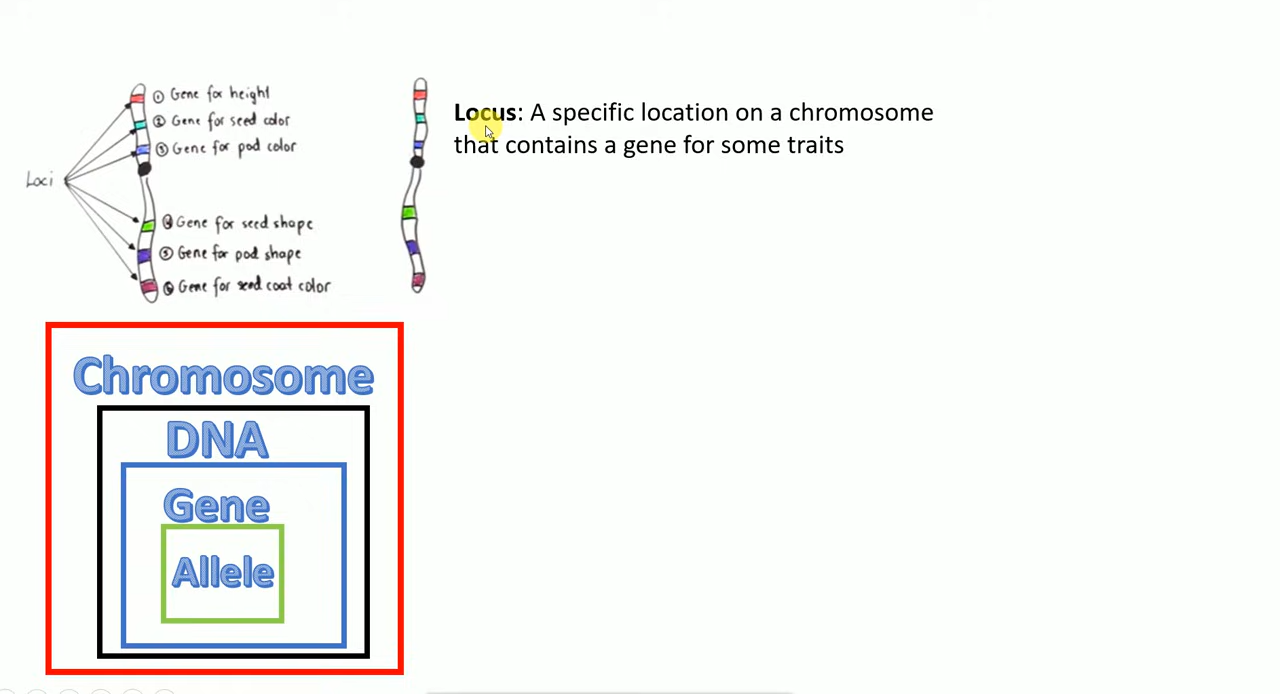 ① Gene for height
② Gene for seed color
③ Gene for pod color
Loci
④ Gene for seed shape
⑤ Gene for pod shape
⑥ Gene for seed coat color
Locus: A specific location on a chromosome
that contains a gene for some traits
Chromosome
DNA
Gene
Allele